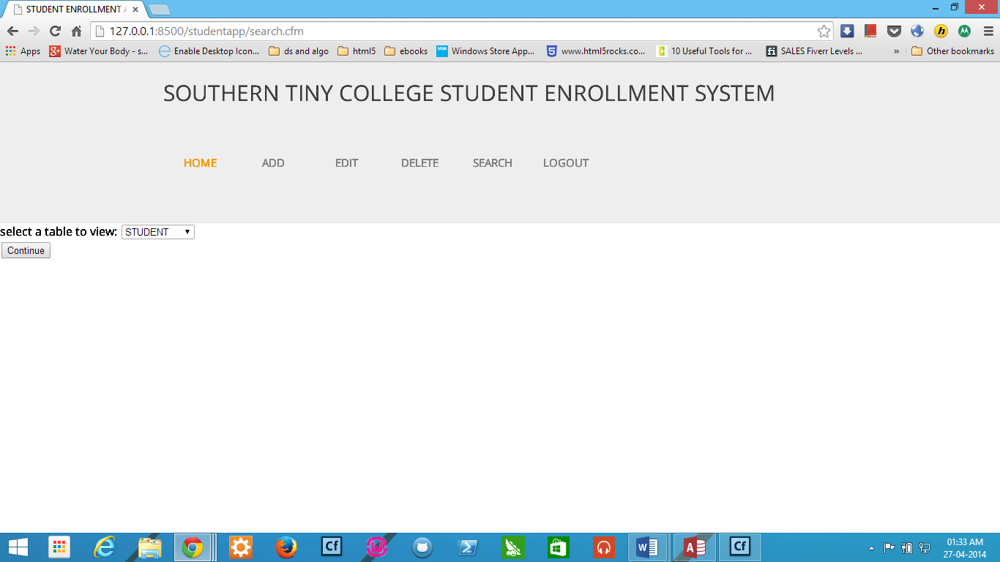 STUDENT ENROLLMENT A
127.0.0.1:8500/studentapp/search.cfm
Apps Water Your Body - s... Enable Desktop Icon... ds and algo html5 ebooks Windows Store App... www.html5rocks.co... 10 Useful Tools for ... SALES Fiverr Levels ... » Other bookmarks
SOUTHERN TINY COLLEGE STUDENT ENROLLMENT SYSTEM
HOME ADD EDIT DELETE SEARCH LOGOUT
select a table to view: STUDENT
Continue
01:33 AM
27-04-2014